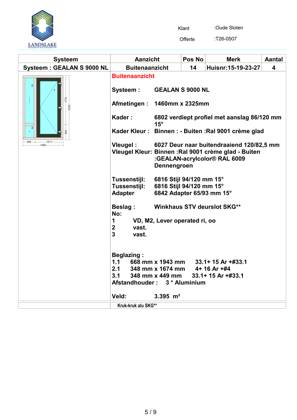 LANDSLAKE
Klant :Oude Sloten
Offerte :T26-0507
Systeem Aanzicht Pos No Merk Aantal
Systeem : GEALAN S 9000 NL Buitenaanzicht 14 Huisnr:15-19-23-27 4
Buitenaanzicht
Systeem : GEALAN S 9000 NL
Afmetingen : 1460mm x 2325mm
Kader : 6802 verdiept profiel met aanslag 86/120 mm
15°
Kader Kleur : Binnen : - Buiten :Ral 9001 crème glad
Vleugel : 6027 Deur naar buitendraaiend 120/82,5 mm
Vleugel Kleur: Binnen :Ral 9001 crème glad - Buiten
:GEALAN-acrylcolor® RAL 6009
Dennengroen
Tussenstijl: 6816 Stijl 94/120 mm 15°
Tussenstijl: 6816 Stijl 94/120 mm 15°
Adapter 6842 Adapter 65/93 mm 15°
Beslag : Winkhaus STV deurslot SKG**
No:
1 VD, M2, Lever operated ri, oo
2 vast.
3 vast.
Beglazing :
1.1 668 mm x 1943 mm 33.1+ 15 Ar +#33.1
2.1 348 mm x 1674 mm 4+ 16 Ar +#4
3.1 348 mm x 449 mm 33.1+ 15 Ar +#33.1
Afstandhouder : 3 * Aluminium
Veld: 3.395 m²
Kruk-kruk alu SKG**
5 / 9